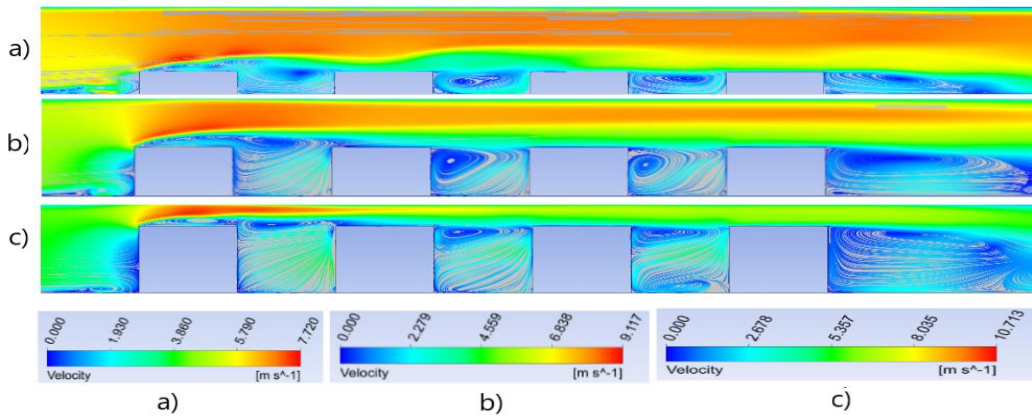 a)
b)
c)
0.000 1.930 3.860 5.790 7.720
Velocity [m s^-1]
a)
0.000 2.279 4.559 6.838 9.117
Velocity [m s^-1]
b)
0.000 2.678 5.357 8.035 10.713
Velocity [m s^-1]
c)